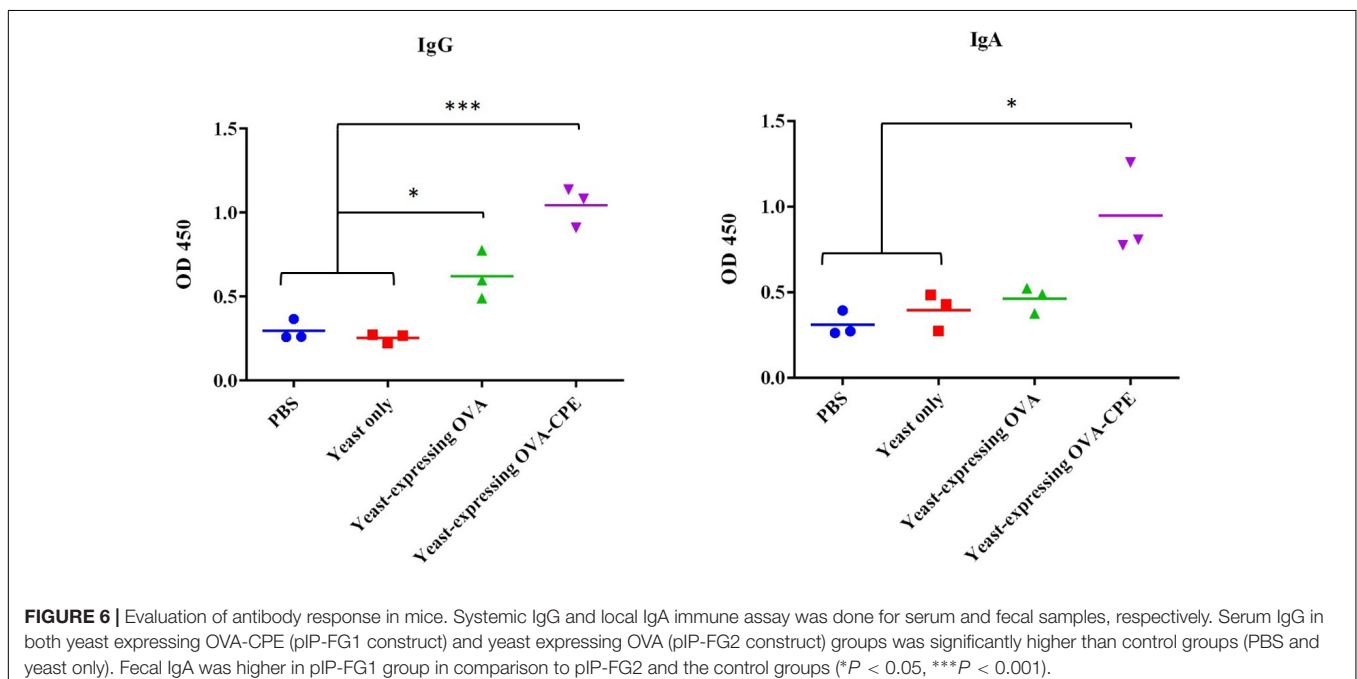 IgG
***
*
OD 450
1.5
1.0
0.5
0.0
PBS
Yeast only
Yeast-expressing OVA
Yeast-expressing OVA-CPE
IgA
*
OD 450
1.5
1.0
0.5
0.0
PBS
Yeast only
Yeast-expressing OVA
Yeast-expressing OVA-CPE
FIGURE 6 | Evaluation of antibody response in mice. Systemic IgG and local IgA immune assay was done for serum and fecal samples, respectively. Serum IgG in
both yeast expressing OVA-CPE (pIP-FG1 construct) and yeast expressing OVA (pIP-FG2 construct) groups was significantly higher than control groups (PBS and
yeast only). Fecal IgA was higher in pIP-FG1 group in comparison to pIP-FG2 and the control groups (*P < 0.05, ***P < 0.001).